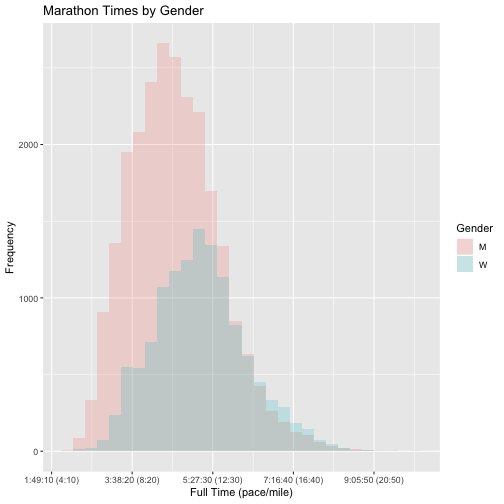 Marathon Times by Gender
Frequency
2000
1000
0
1:49:10 (4:10)
3:38:20 (8:20)
5:27:30 (12:30)
7:16:40 (16:40)
9:05:50 (20:50)
Full Time (pace/mile)
Gender
M
W